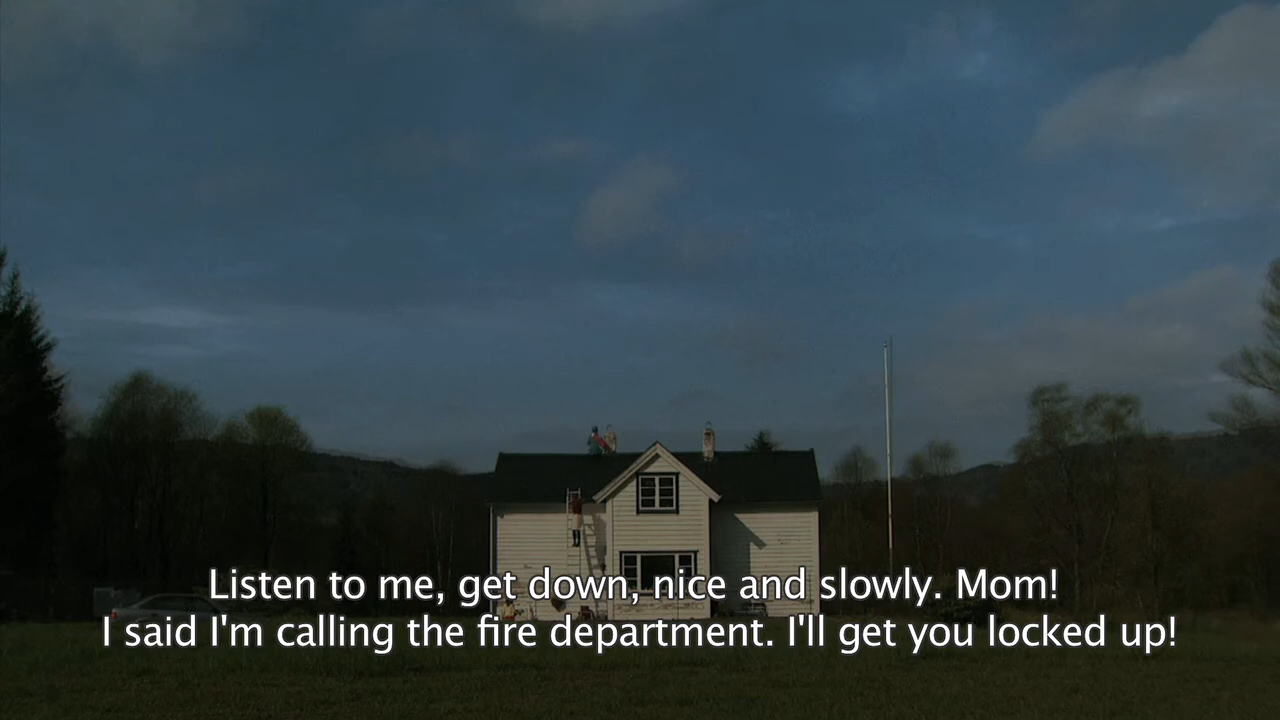 Listen to me, get down, nice and slowly. Mom!
I said I'm calling the fire department. I'll get you locked up!